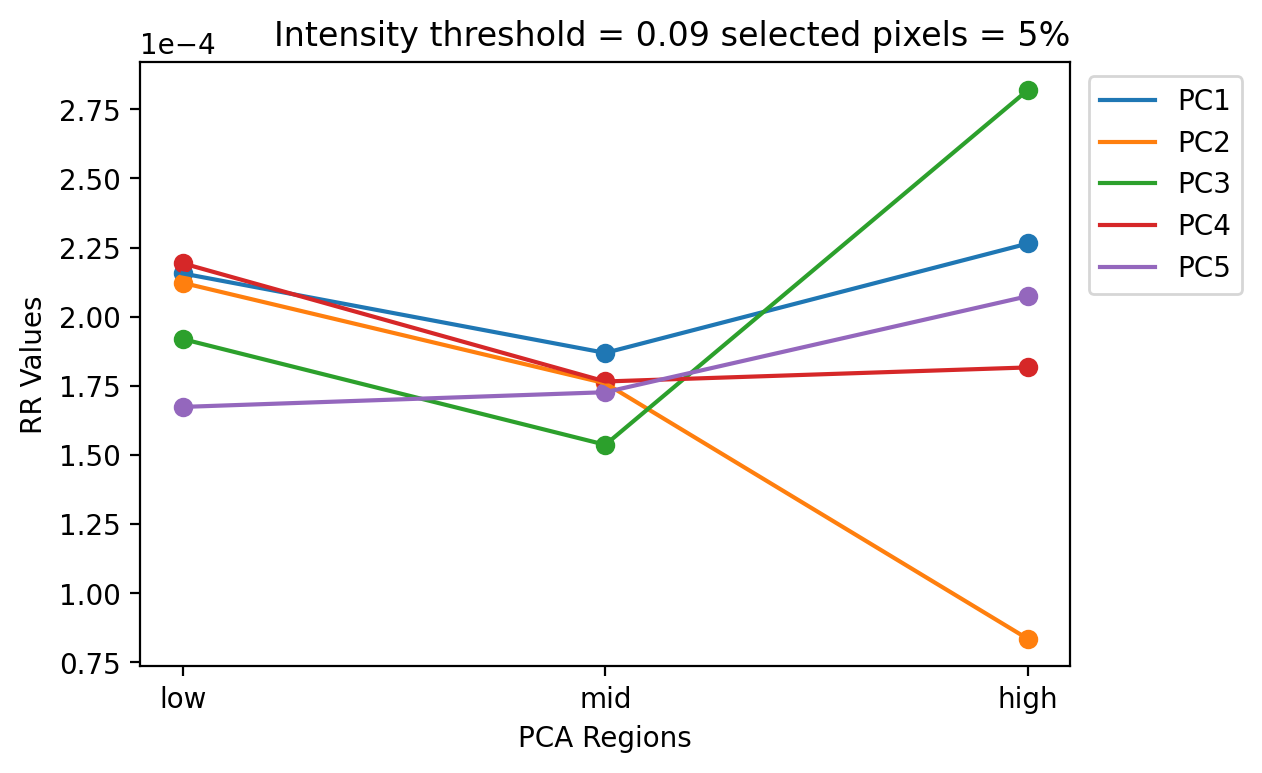 Intensity threshold = 0.09 selected pixels = 5%
1e−4
2.75
2.50
2.25
2.00
1.75
1.50
1.25
1.00
0.75
RR Values
low
mid
high
PCA Regions
PC1
PC2
PC3
PC4
PC5